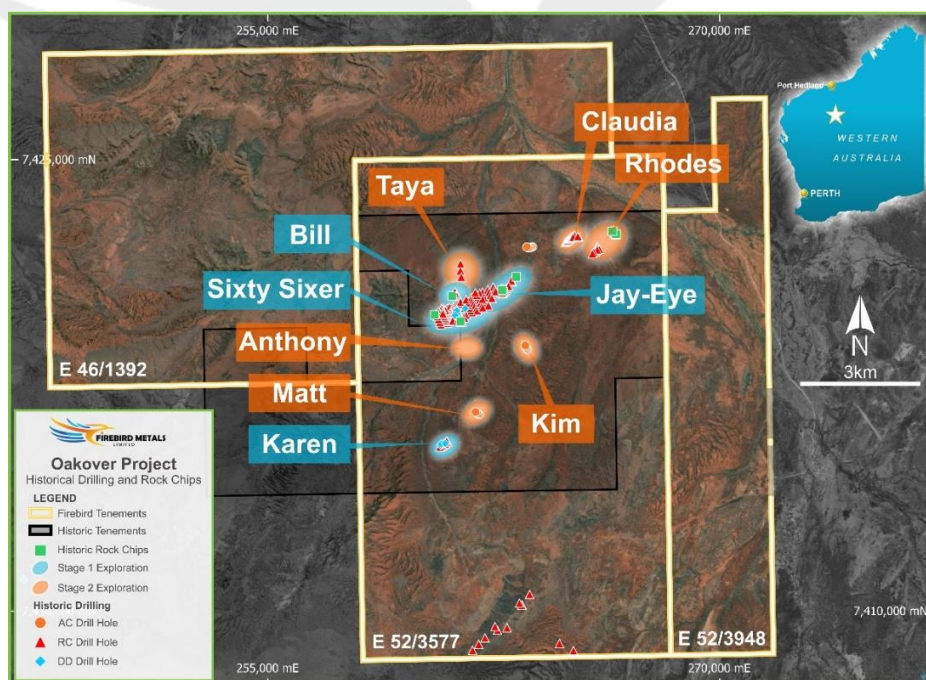 255,000 mE
270,000 mE
Port Hedland
WESTERN
AUSTRALIA
PERTH
7,425,000 mN
Claudia
Rhodes
Taya
Bill
Sixty Sixer
Jay-Eye
Anthony
Matt
Kim
Karen
N
3km
E 46/1392
FIREBIRD METALS
LIMITED
Oakover Project
Historical Drilling and Rock Chips
LEGEND
Firebird Tenements
Historic Tenements
Historic Rock Chips
Stage 1 Exploration
Stage 2 Exploration
Historic Drilling
AC Drill Hole
RC Drill Hole
DD Drill Hole
7,410,000 mN
E 52/3577
E 52/3948
255,000 mE
270,000 mE